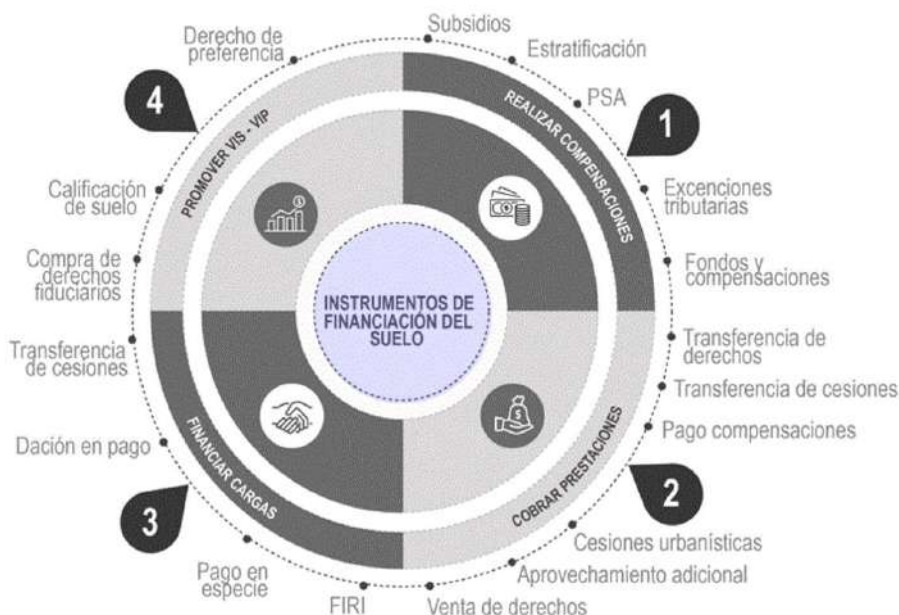 Subsidios
Estratificación
PSA
1
REALIZAR COMPENSACIONES
Excenciones
tributarias
Fondos y
compensaciones
Transferencia de
derechos
Transferencia de cesiones
Pago compensaciones
2
COBRAR PRESTACIONES
Cesiones urbanísticas
Aprovechamiento adicional
Venta de derechos
FIRI
Pago en
especie
3
FINANCIAR CARGAS
Dación en pago
Transferencia
de cesiones
Compra de
derechos
fiduciarios
Calificación
de suelo
4
PROMOVER VIS - VIP
Derecho de
preferencia
INSTRUMENTOS DE
FINANCIACIÓN DEL
SUELO
$
$